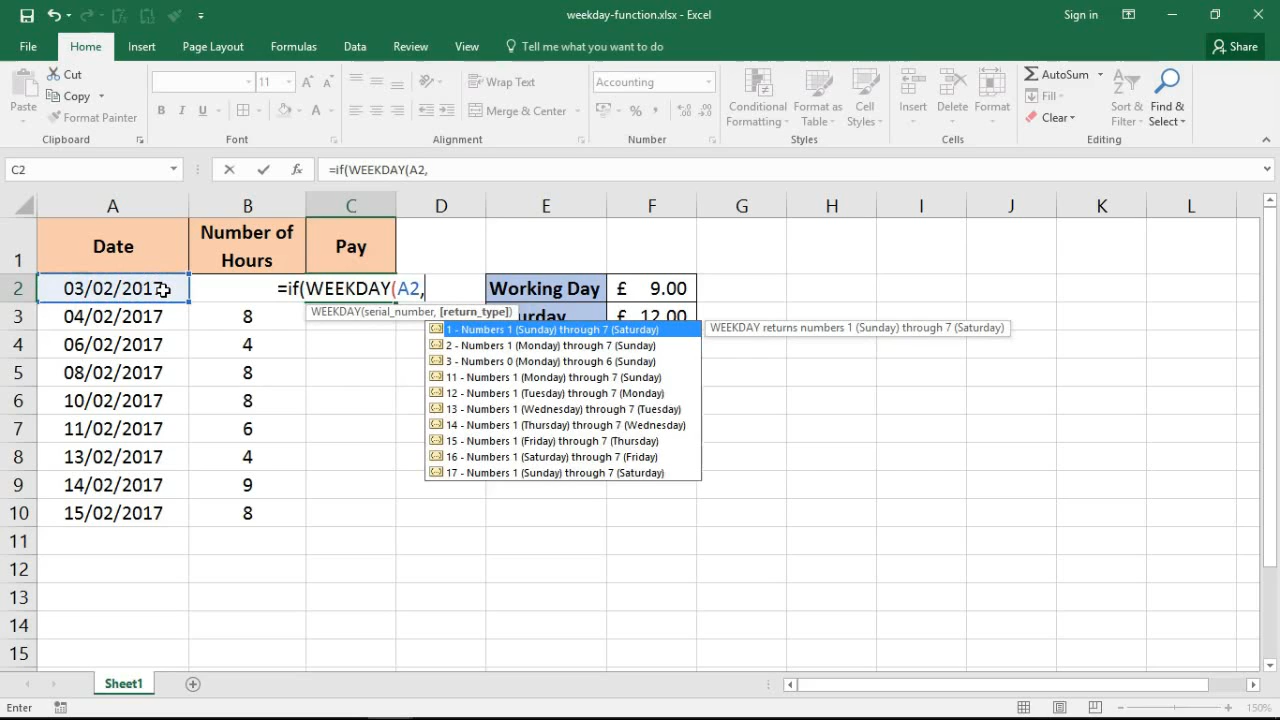 weekday-function.xlsx - Excel
Sign in
File Home Insert Page Layout Formulas Data Review View Tell me what you want to do Share
Paste
Cut
Copy
Format Painter
Clipboard
11
A A
B I U A
Font
Wrap Text
Merge & Center
Alignment
Accounting
% ,
Number
Conditional Formatting
Format as Table
Cell Styles
Styles
Insert
Delete
Format
Cells
AutoSum
Fill
Clear
Sort & Filter
Find & Select
Editing
C2 fx =if(WEEKDAY(A2,
A B C D E F G H I J K L
1 Date Number of Hours Pay
2 03/02/2017 =if(WEEKDAY(A2, Working Day £ 9.00
WEEKDAY(serial_number, [return_type])
3 04/02/2017 8 £ 12.00
1 - Numbers 1 (Sunday) through 7 (Saturday) WEEKDAY returns numbers 1 (Sunday) through 7 (Saturday)
4 06/02/2017 4 2 - Numbers 1 (Monday) through 7 (Sunday)
3 - Numbers 0 (Monday) through 6 (Sunday)
5 08/02/2017 8 11 - Numbers 1 (Monday) through 7 (Sunday)
12 - Numbers 1 (Tuesday) through 7 (Monday)
6 10/02/2017 8 13 - Numbers 1 (Wednesday) through 7 (Tuesday)
14 - Numbers 1 (Thursday) through 7 (Wednesday)
7 11/02/2017 6 15 - Numbers 1 (Friday) through 7 (Thursday)
8 13/02/2017 4 16 - Numbers 1 (Saturday) through 7 (Friday)
17 - Numbers 1 (Sunday) through 7 (Saturday)
9 14/02/2017 9
10 15/02/2017 8
11
12
13
14
15
Sheet1
Enter 150%